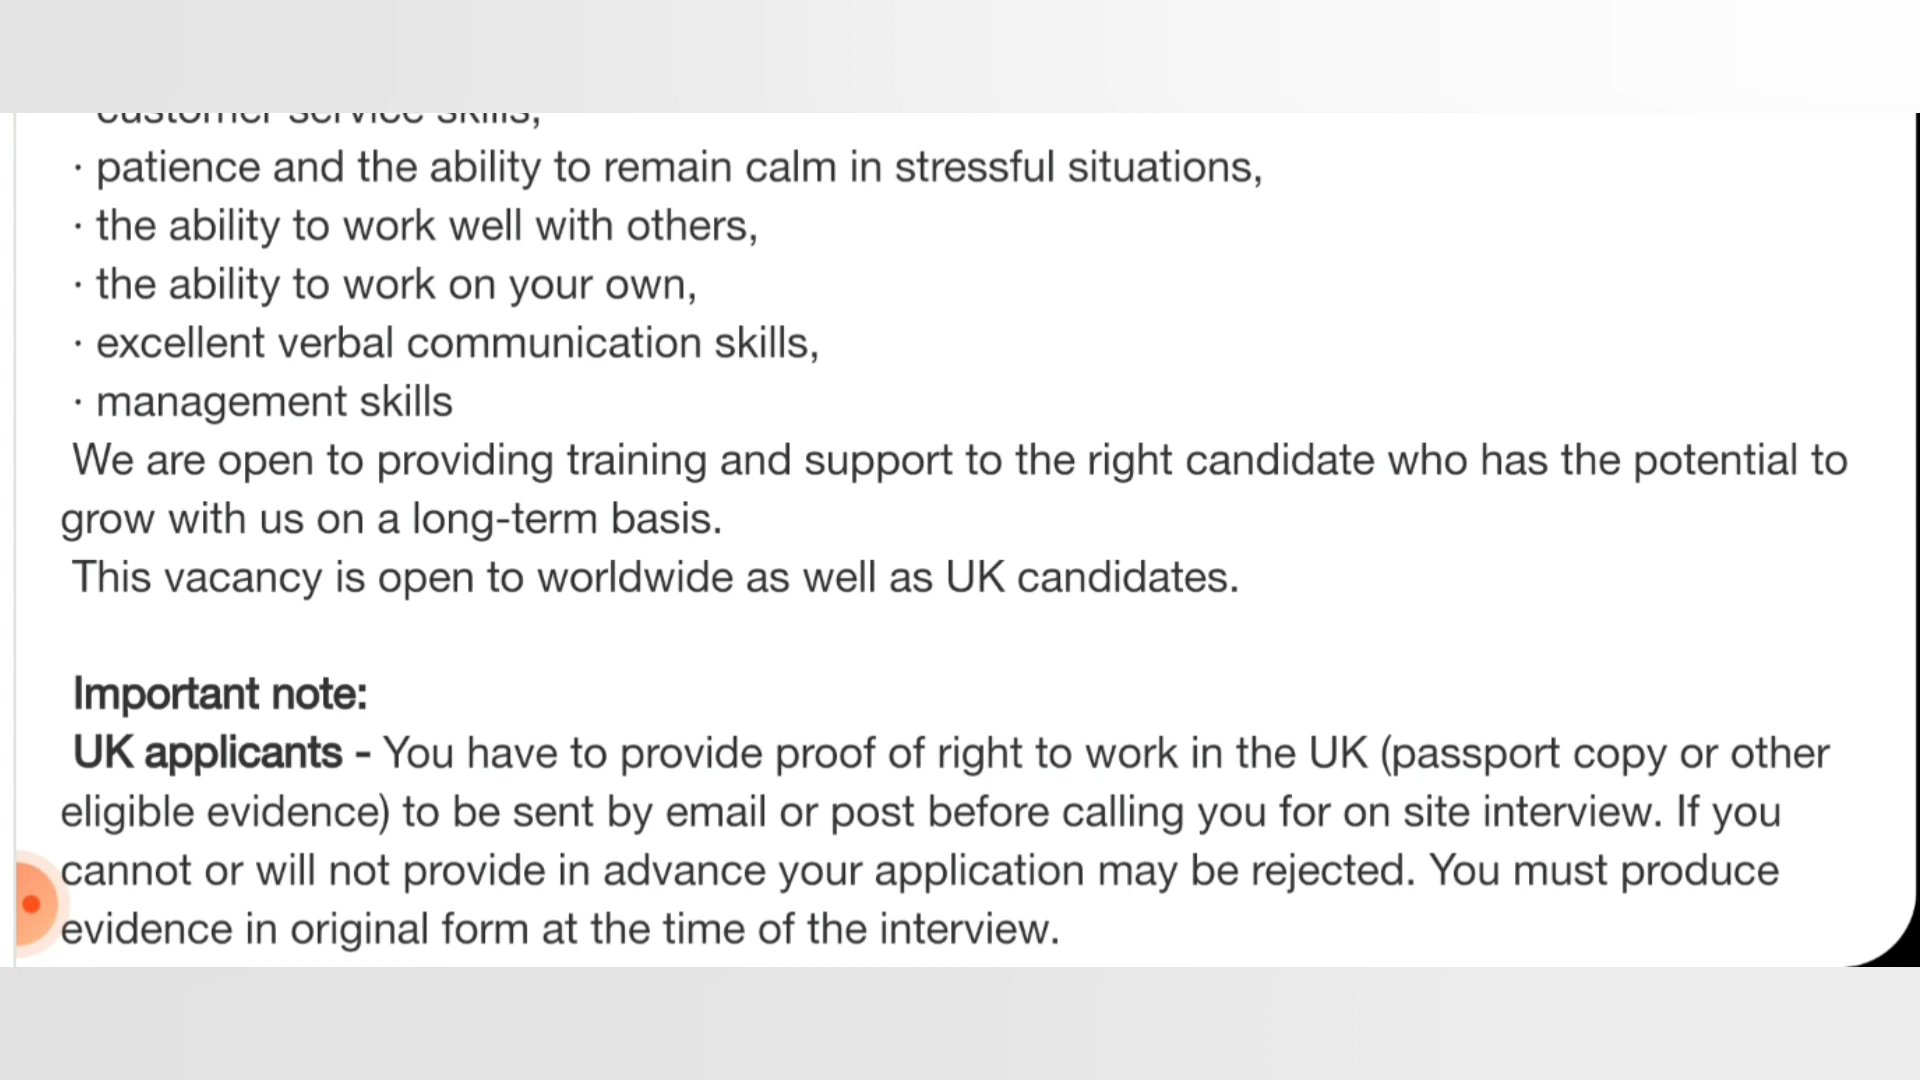 customer service skills,
· patience and the ability to remain calm in stressful situations,
· the ability to work well with others,
· the ability to work on your own,
· excellent verbal communication skills,
· management skills
We are open to providing training and support to the right candidate who has the potential to
grow with us on a long-term basis.
This vacancy is open to worldwide as well as UK candidates.
Important note:
UK applicants - You have to provide proof of right to work in the UK (passport copy or other
eligible evidence) to be sent by email or post before calling you for on site interview. If you
cannot or will not provide in advance your application may be rejected. You must produce
evidence in original form at the time of the interview.